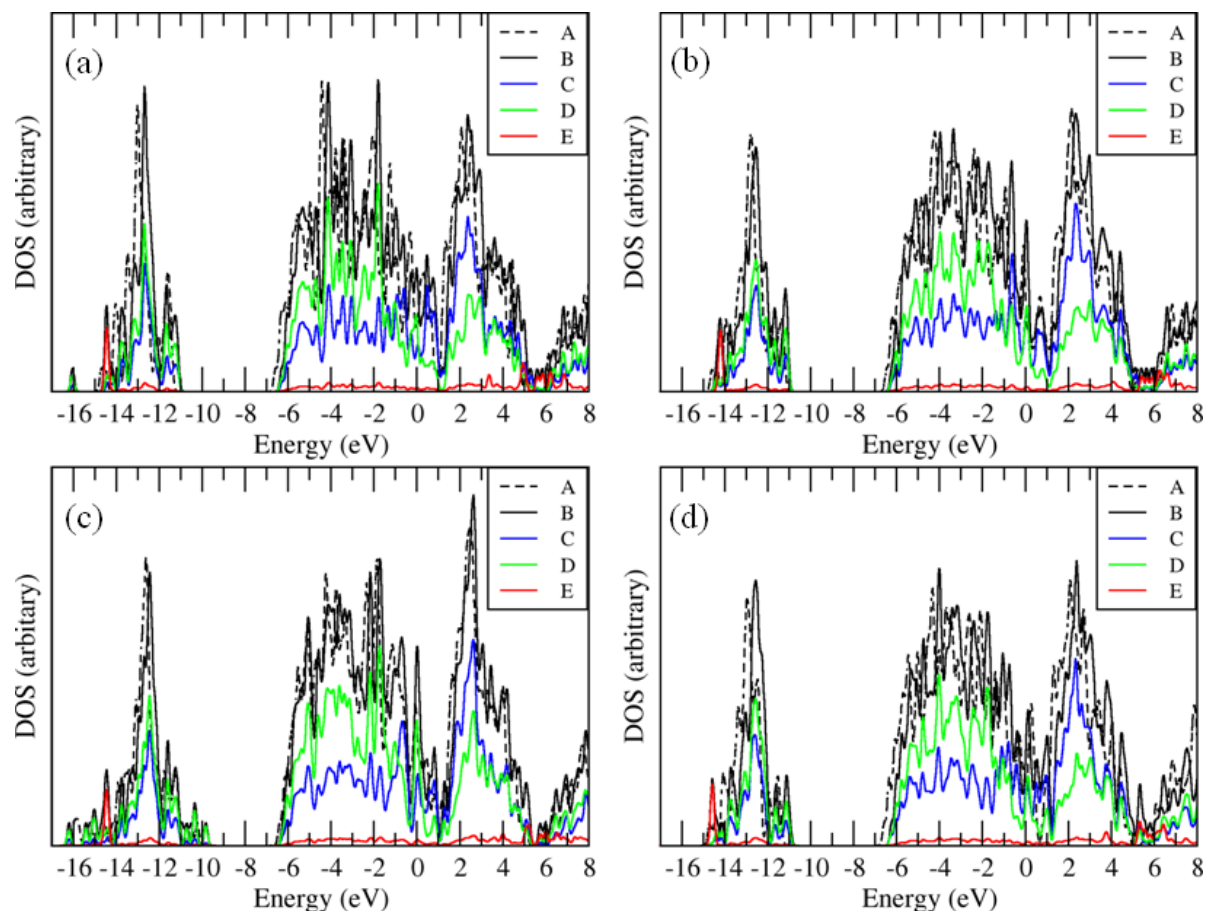 (a)
A
B
C
D
E
DOS (arbitrary)
-16 -14 -12 -10 -8 -6 -4 -2 0 2 4 6 8
Energy (eV)
(b)
A
B
C
D
E
DOS (arbitrary)
-16 -14 -12 -10 -8 -6 -4 -2 0 2 4 6 8
Energy (eV)
(c)
A
B
C
D
E
DOS (arbitary)
-16 -14 -12 -10 -8 -6 -4 -2 0 2 4 6 8
Energy (eV)
(d)
A
B
C
D
E
DOS (arbitrary)
-16 -14 -12 -10 -8 -6 -4 -2 0 2 4 6 8
Energy (eV)